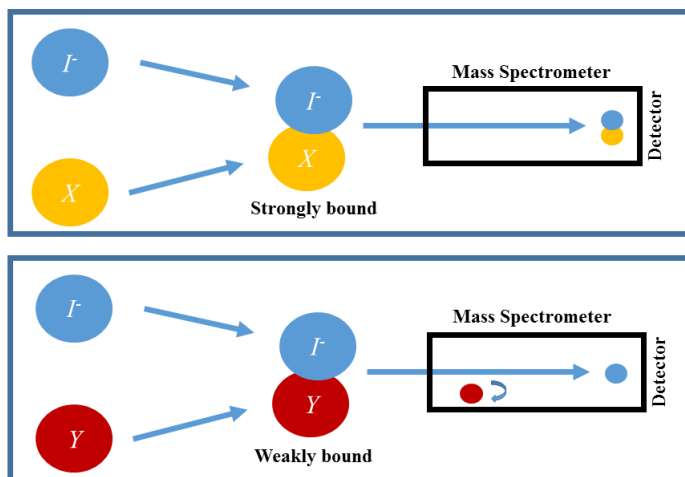 I-
I-
X
X
Strongly bound
Mass Spectrometer
Detector
I-
I-
Y
Y
Weakly bound
Mass Spectrometer
Detector